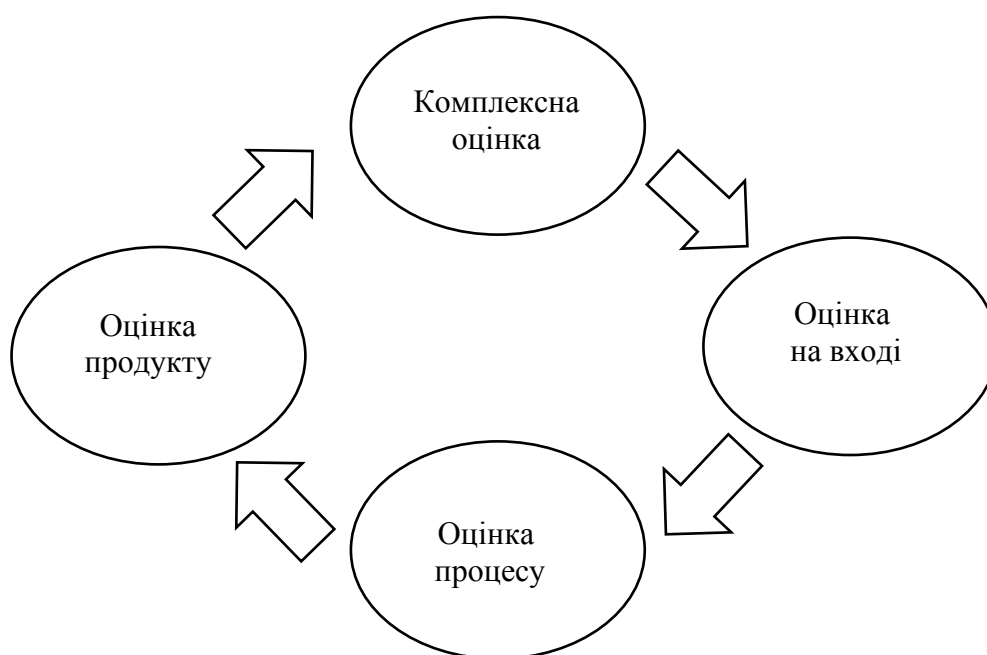 Комплексна
оцінка
Оцінка
на вході
Оцінка
процесу
Оцінка
продукту